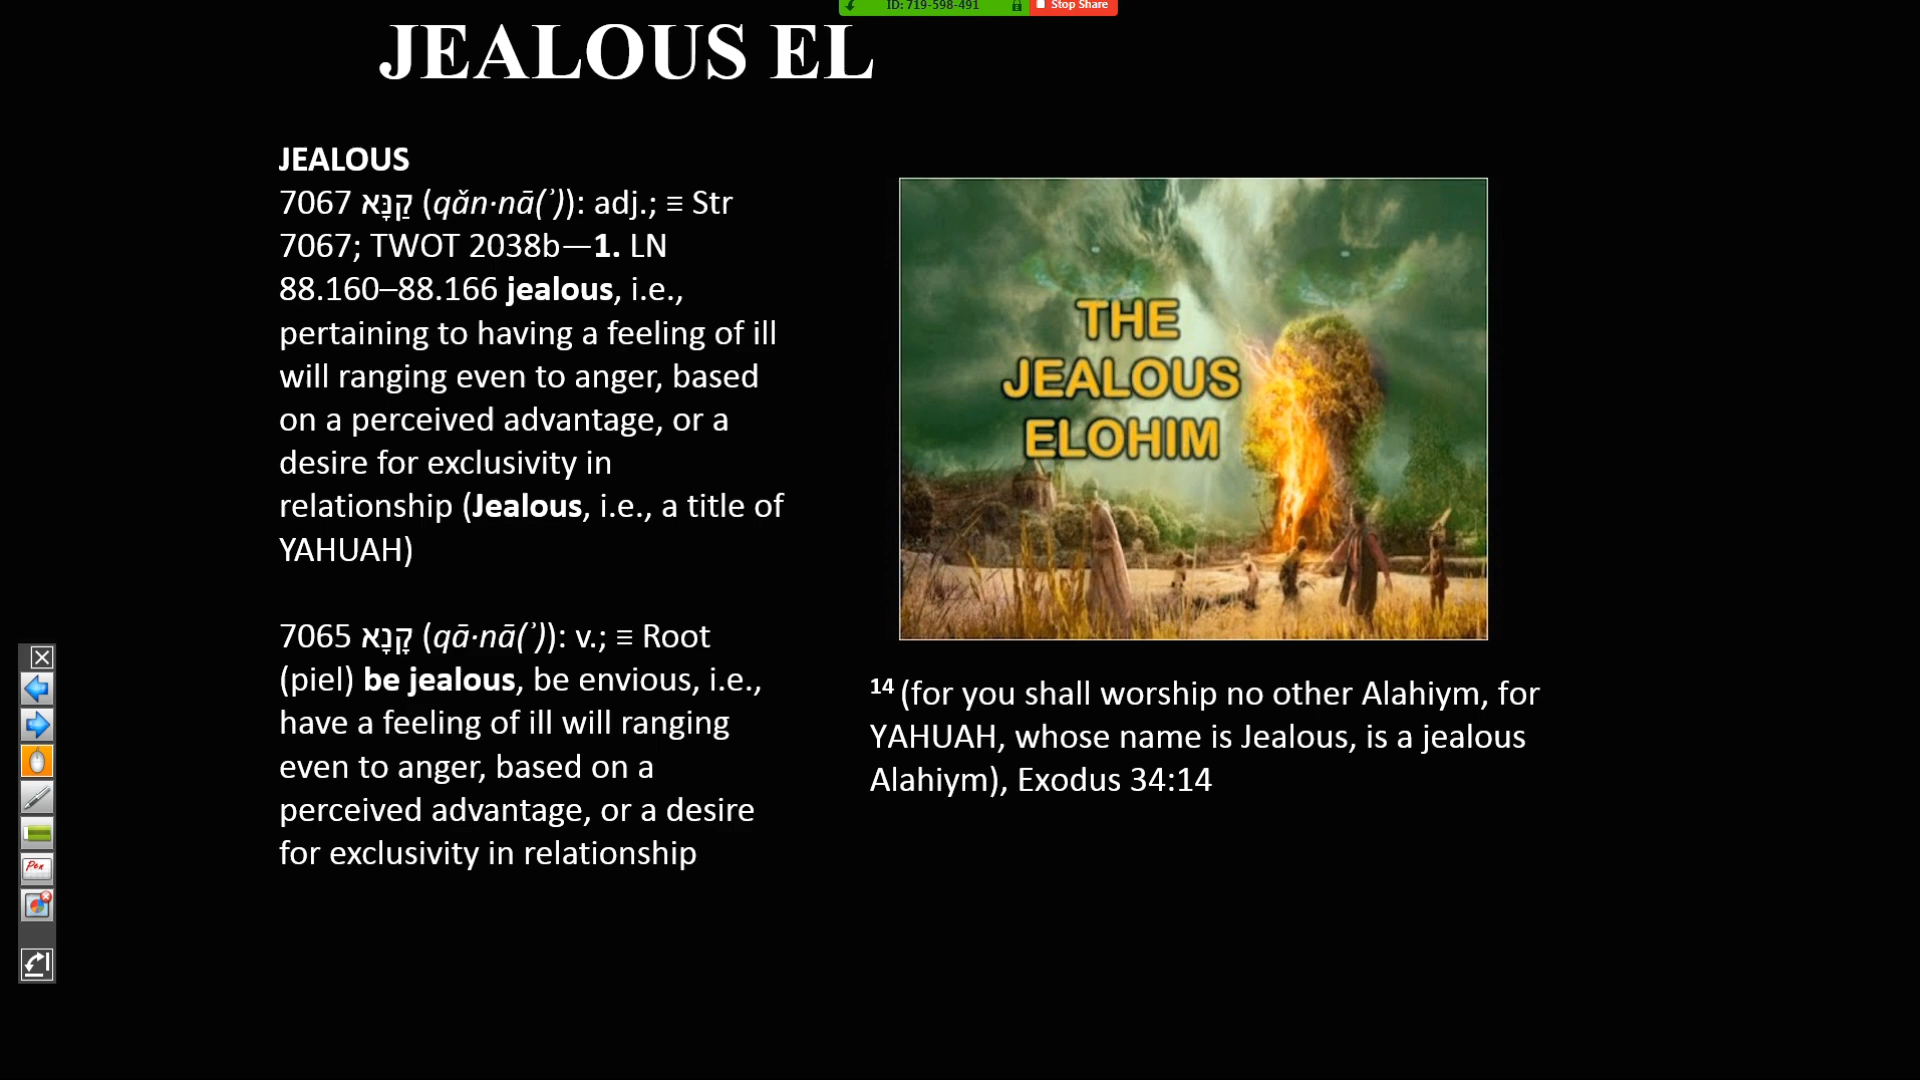 ID: 719-598-491
Stop Share
JEALOUS EL
JEALOUS
7067 קַנָּא (qǎn·nā(ʾ)): adj.; ≡ Str
7067; TWOT 2038b—1. LN
88.160–88.166 jealous, i.e.,
pertaining to having a feeling of ill
will ranging even to anger, based
on a perceived advantage, or a
desire for exclusivity in
relationship (Jealous, i.e., a title of
YAHUAH)
7065 קָנָא (qā·nā(ʾ)): v.; ≡ Root
(piel) be jealous, be envious, i.e.,
have a feeling of ill will ranging
even to anger, based on a
perceived advantage, or a desire
for exclusivity in relationship
THE
JEALOUS
ELOHIM
14 (for you shall worship no other Alahiym, for
YAHUAH, whose name is Jealous, is a jealous
Alahiym), Exodus 34:14
Pen